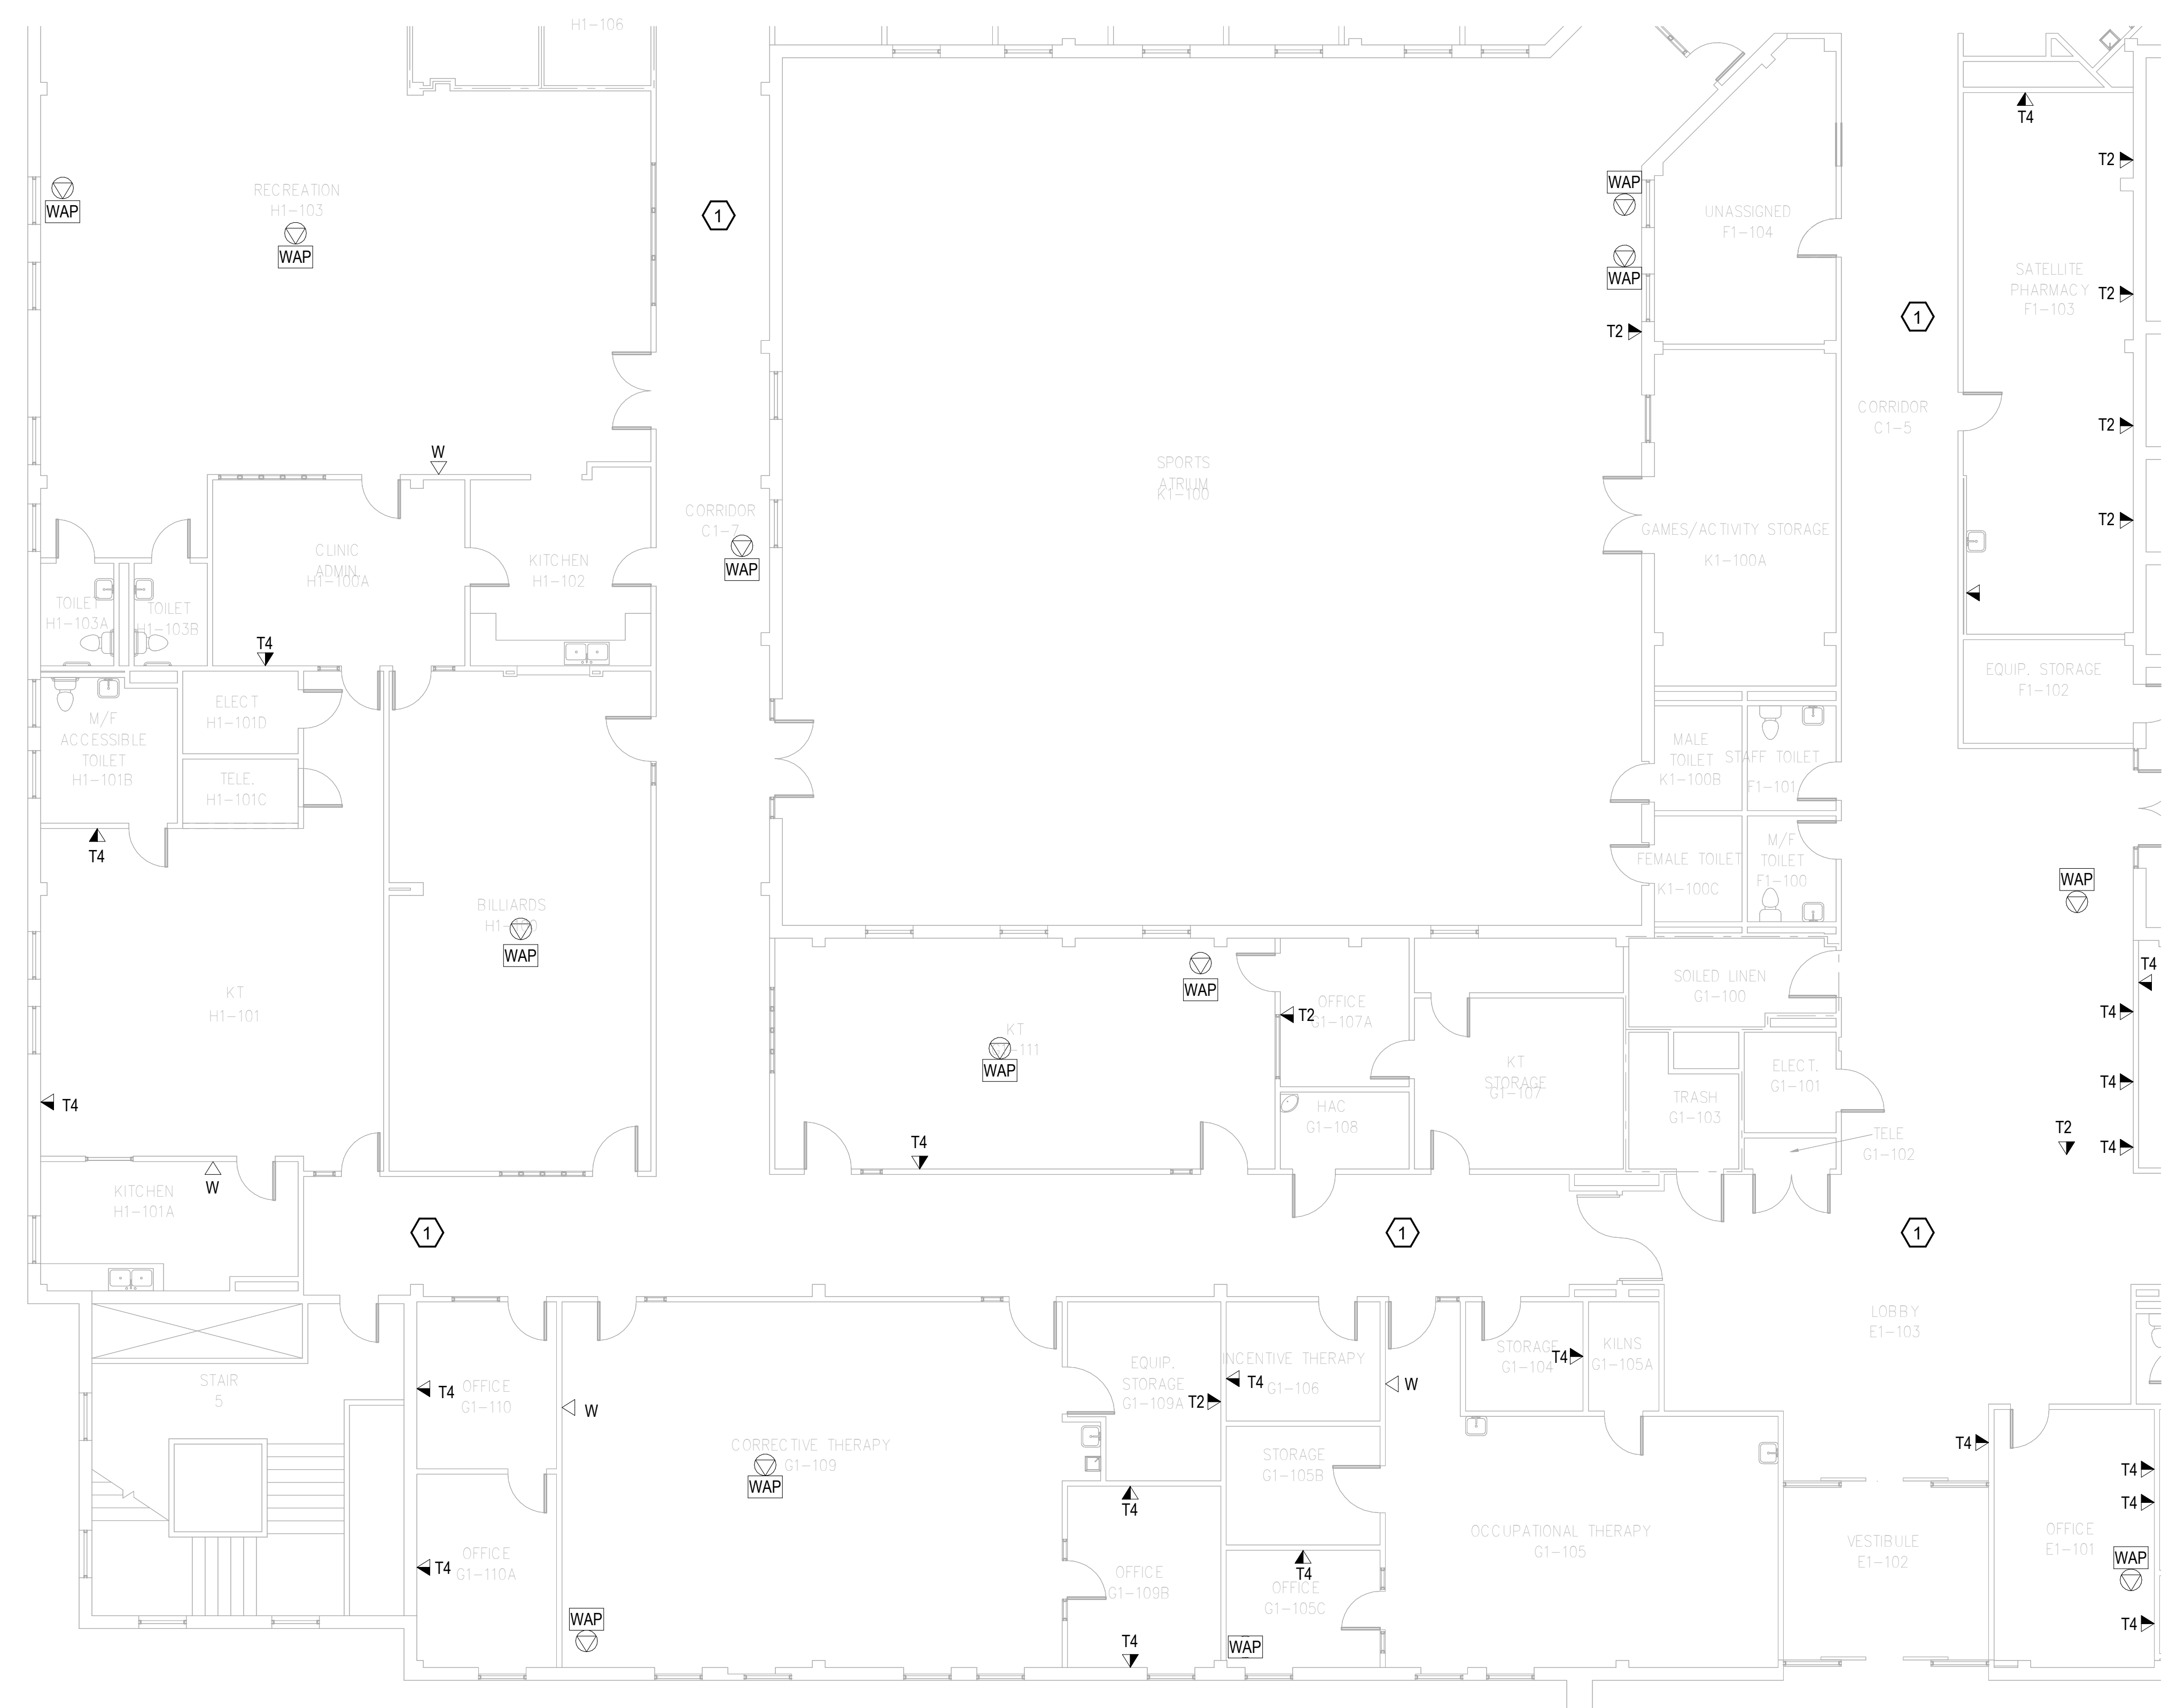 H1-106
T4
T2
WAP
RECREATION
H1-103
WAP
WAP
1
WAP
WAP
UNASSIGNED
F1-104
SATELLITE
PHARMACY
F1-103
T2
1
T2
CORRIDOR
C1-5
T2
W
SPORTS
ATRIUM
K1-100
CORRIDOR
C1-7
WAP
GAMES/ACTIVITY STORAGE
K1-100A
T2
CLINIC
ADMIN.
H1-100A
KITCHEN
H1-102
TOILET
H1-103A
TOILET
H1-103B
T4
EQUIP. STORAGE
F1-102
ELECT
H1-101D
M/F
ACCESSIBLE
TOILET
H1-101B
TELE.
H1-101C
MALE
TOILET
K1-100B
STAFF TOILET
F1-101
T4
FEMALE TOILET
K1-100C
M/F
TOILET
F1-100
WAP
BILLIARDS
WAP
KT
H1-101
WAP
SOILED LINEN
G1-100
T4
OFFICE
G1-107A
T2
T4
KT
WAP
KT
STORAGE
G1-107
ELECT.
G1-101
T4
TRASH
G1-103
T4
HAC
G1-108
T4
T2
T4
TELE
G1-102
KITCHEN
H1-101A
W
1
1
1
LOBBY
E1-103
STAIR
5
OFFICE
G1-110
T4
W
EQUIP.
STORAGE
G1-109A
T2
INCENTIVE THERAPY
G1-106
T4
W
STORAGE
G1-104
T4
KILNS
G1-105A
CORRECTIVE THERAPY
G1-109
WAP
STORAGE
G1-105B
T4
T4
T4
T4
OFFICE
G1-110A
T4
OFFICE
G1-109B
T4
OFFICE
G1-105C
T4
OCCUPATIONAL THERAPY
G1-105
VESTIBULE
E1-102
OFFICE
E1-101
WAP
WAP
WAP
T4